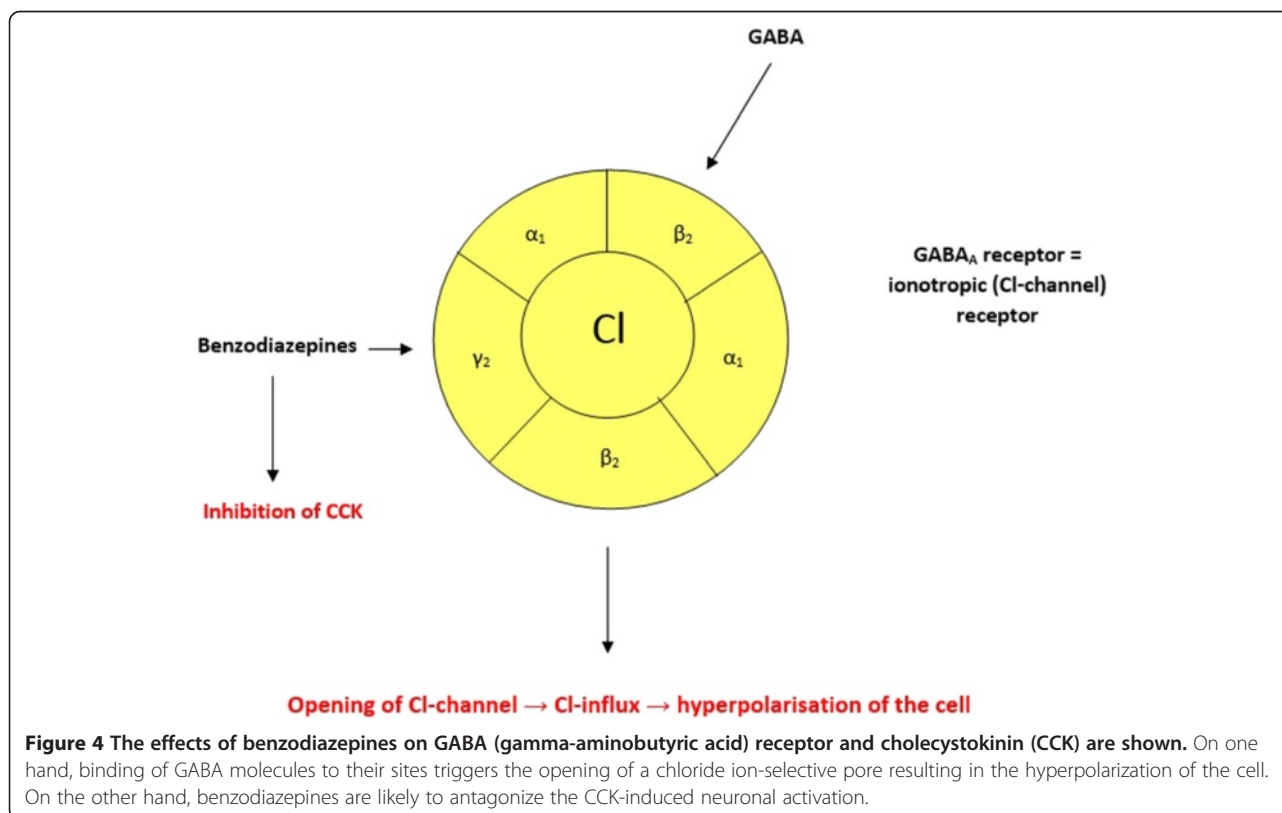 GABA
α₁
β₂
GABAA receptor =
ionotropic (Cl-channel)
receptor
Cl
Benzodiazepines
γ₂
α₁
β₂
Inhibition of CCK
Opening of Cl-channel → Cl-influx → hyperpolarisation of the cell
Figure 4 The effects of benzodiazepines on GABA (gamma-aminobutyric acid) receptor and cholecystokinin (CCK) are shown. On one
hand, binding of GABA molecules to their sites triggers the opening of a chloride ion-selective pore resulting in the hyperpolarization of the cell.
On the other hand, benzodiazepines are likely to antagonize the CCK-induced neuronal activation.